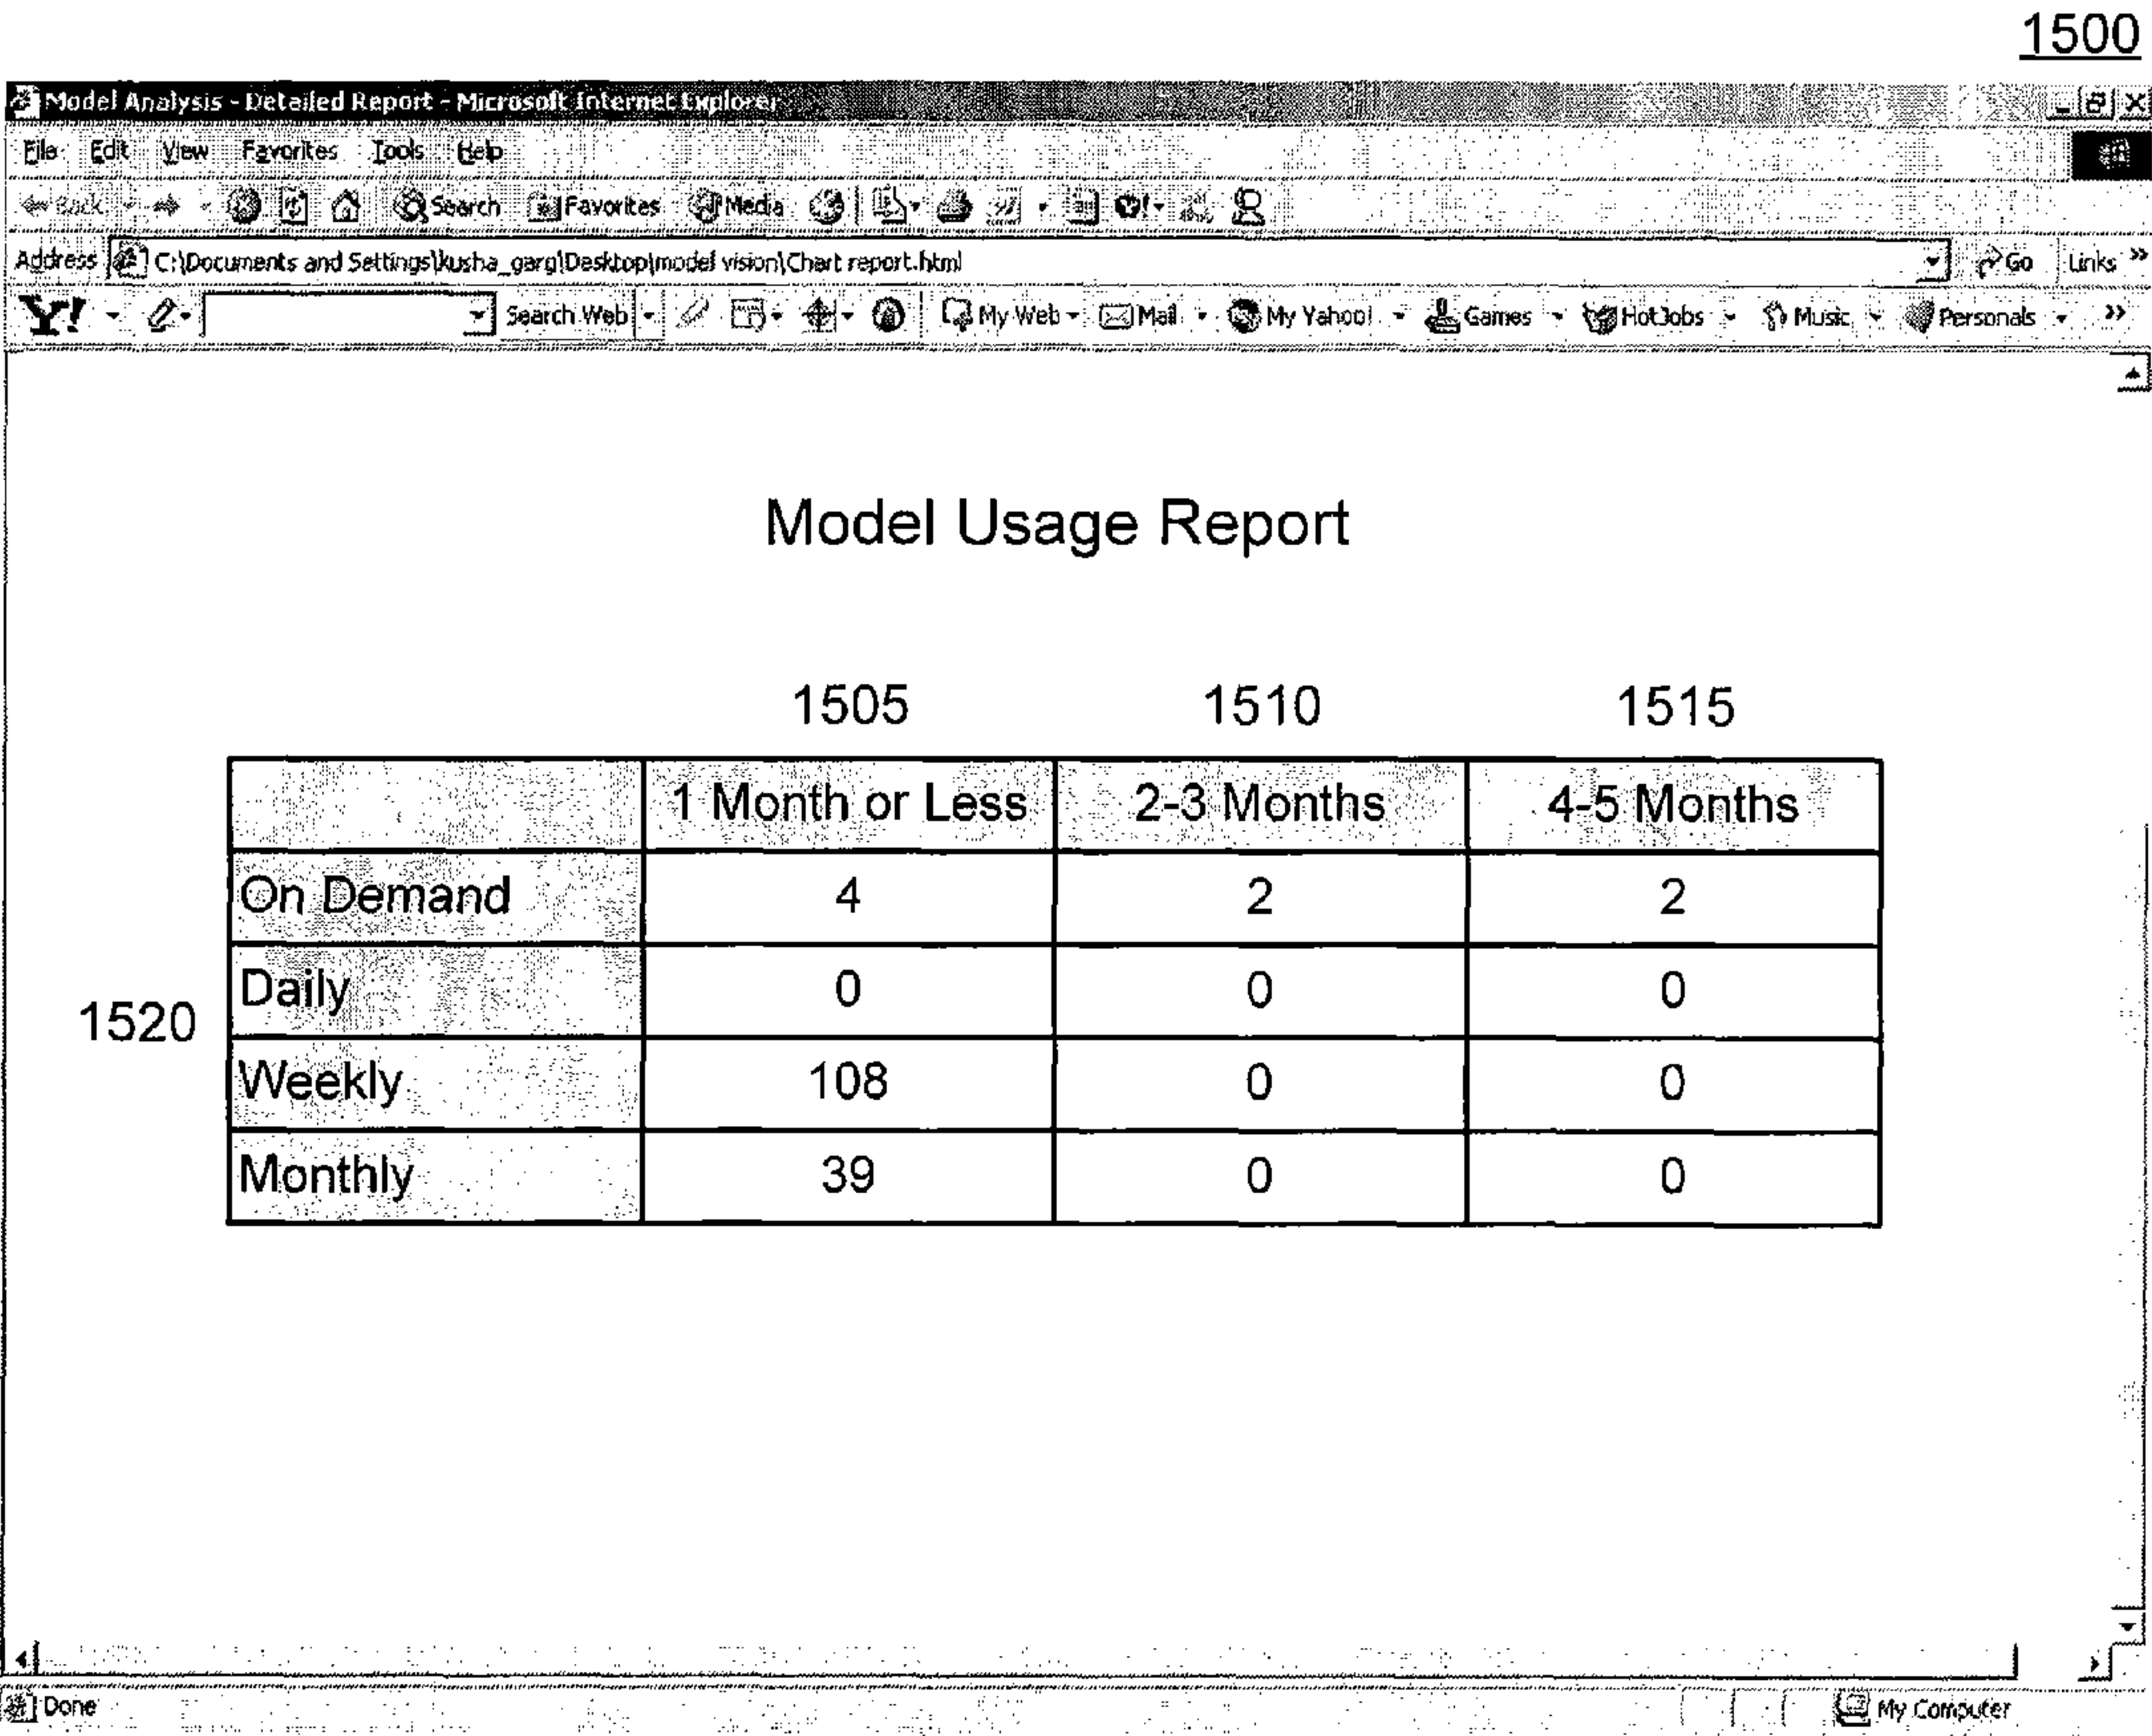 1500
Model Analysis - Detailed Report - Microsoft Internet Explorer
File Edit View Favorites Tools Help
Back Search Favorites Media
Address C:\Documents and Settings\kusha_garg\Desktop\model vision\Chart report.html Go Links »
Y! Search Web My Web Mail My Yahoo! Games HotJobs Music Personals »
Model Usage Report
1505 1510 1515
1 Month or Less 2-3 Months 4-5 Months
On Demand 4 2 2
Daily 0 0 0
1520
Weekly 108 0 0
Monthly 39 0 0
Done My Computer